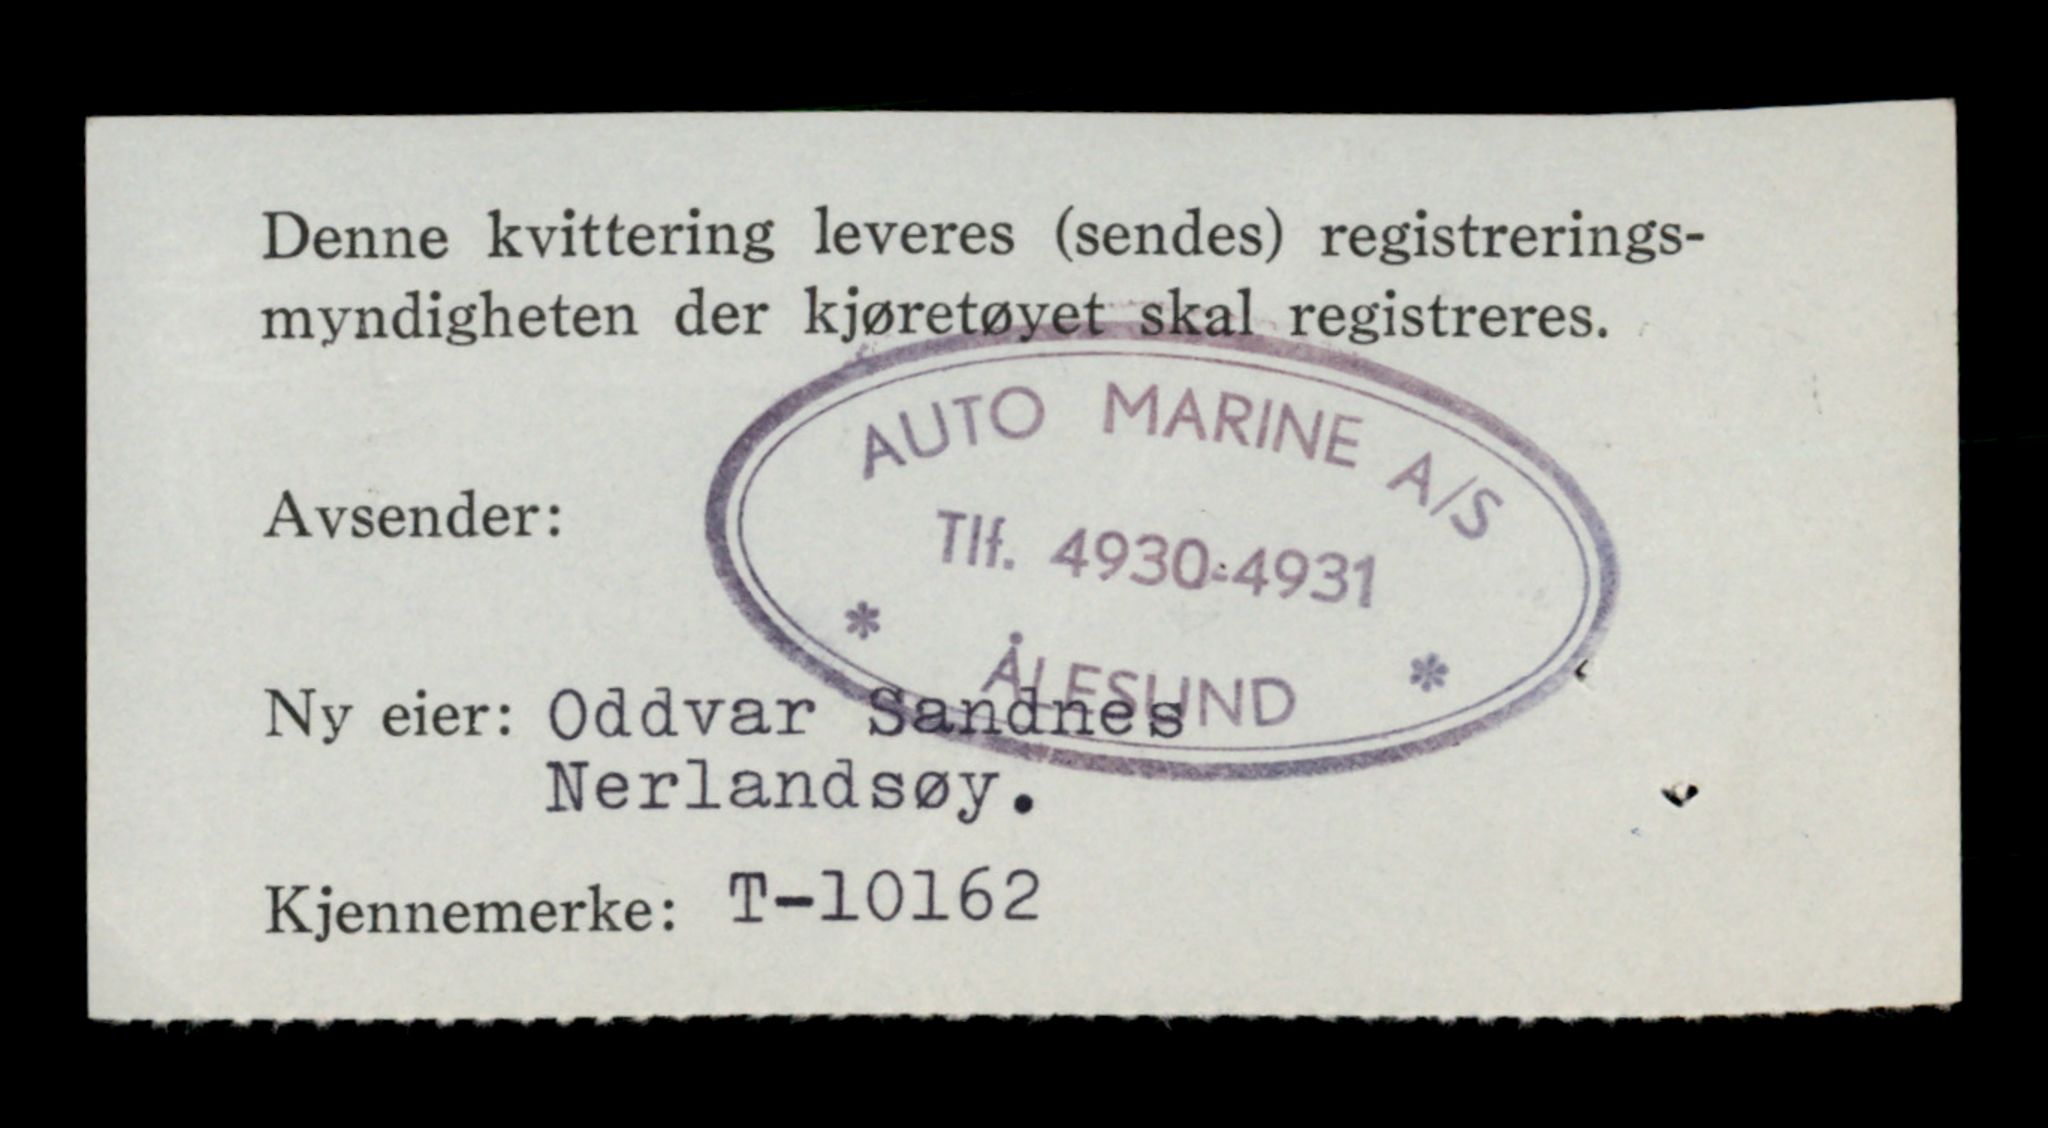 Denne kvittering leveres (sendes) registrerings-
myndigheten der kjøretøyet skal registreres.
AUTO MARINE A/S
Avsender:
Tlf. 4930-4931
* ÅLESUND *
Ny eier: Oddvar Sandnes
Nerlandsøy.
Kjennemerke: T-10162